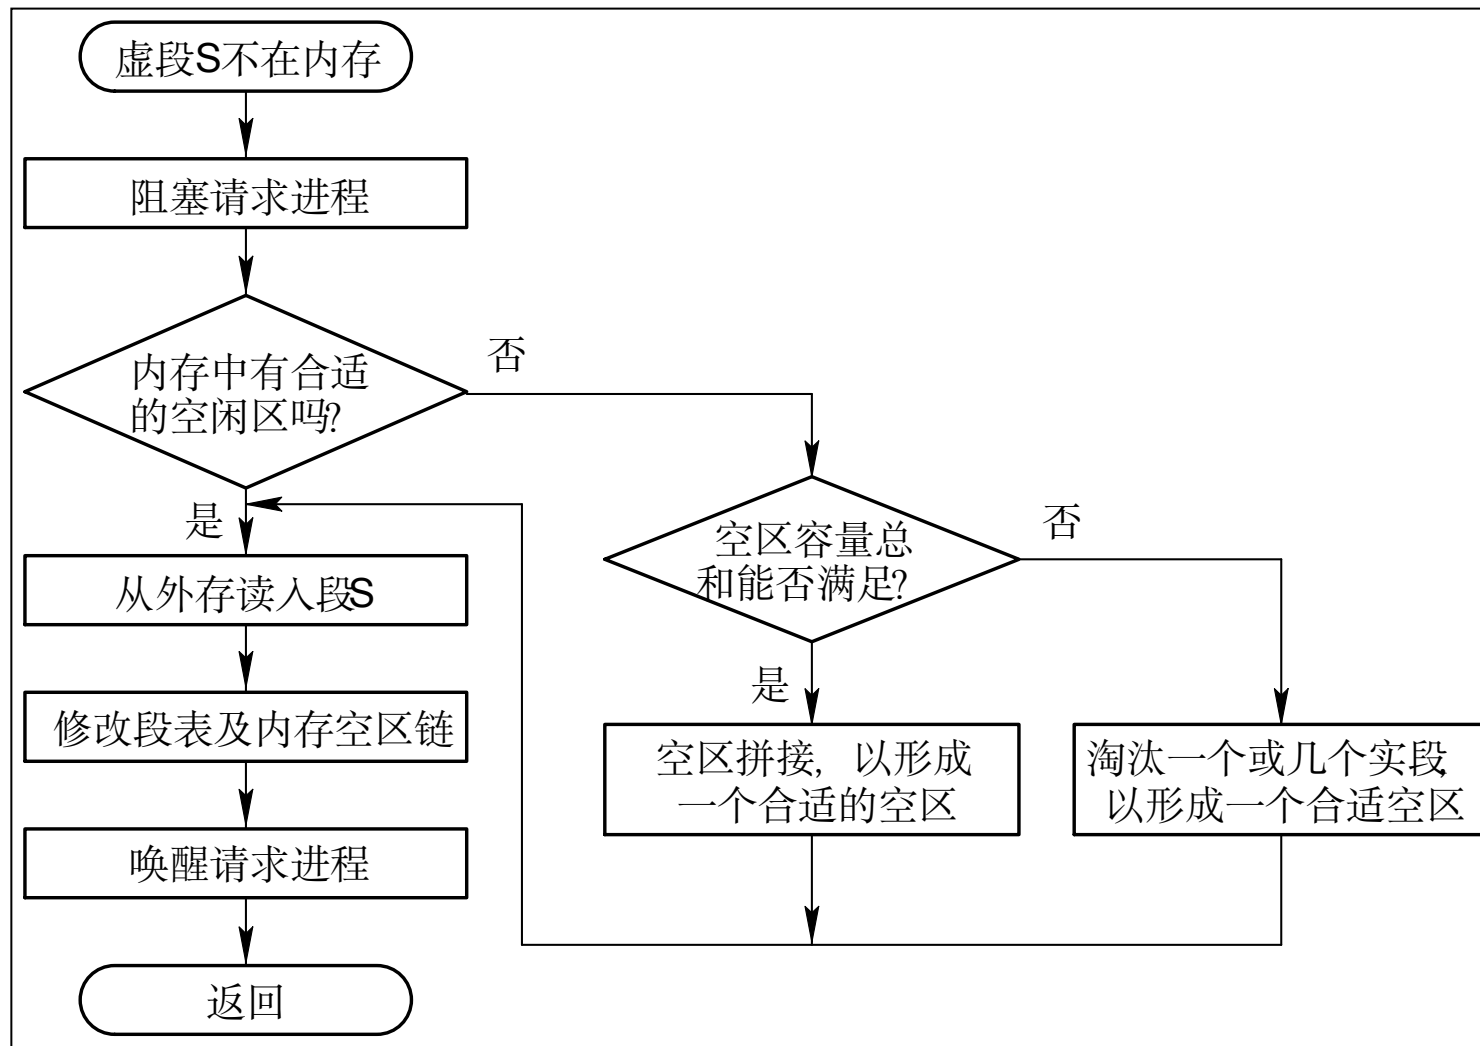 虚段S不在内存
阻塞请求进程
内存中有合适
的空闲区吗?
否
是
从外存读入段S
修改段表及内存空区链
唤醒请求进程
返回
空区容量总
和能否满足?
否
是
空区拼接, 以形成
一个合适的空区
淘汰一个或几个实段,
以形成一个合适空区